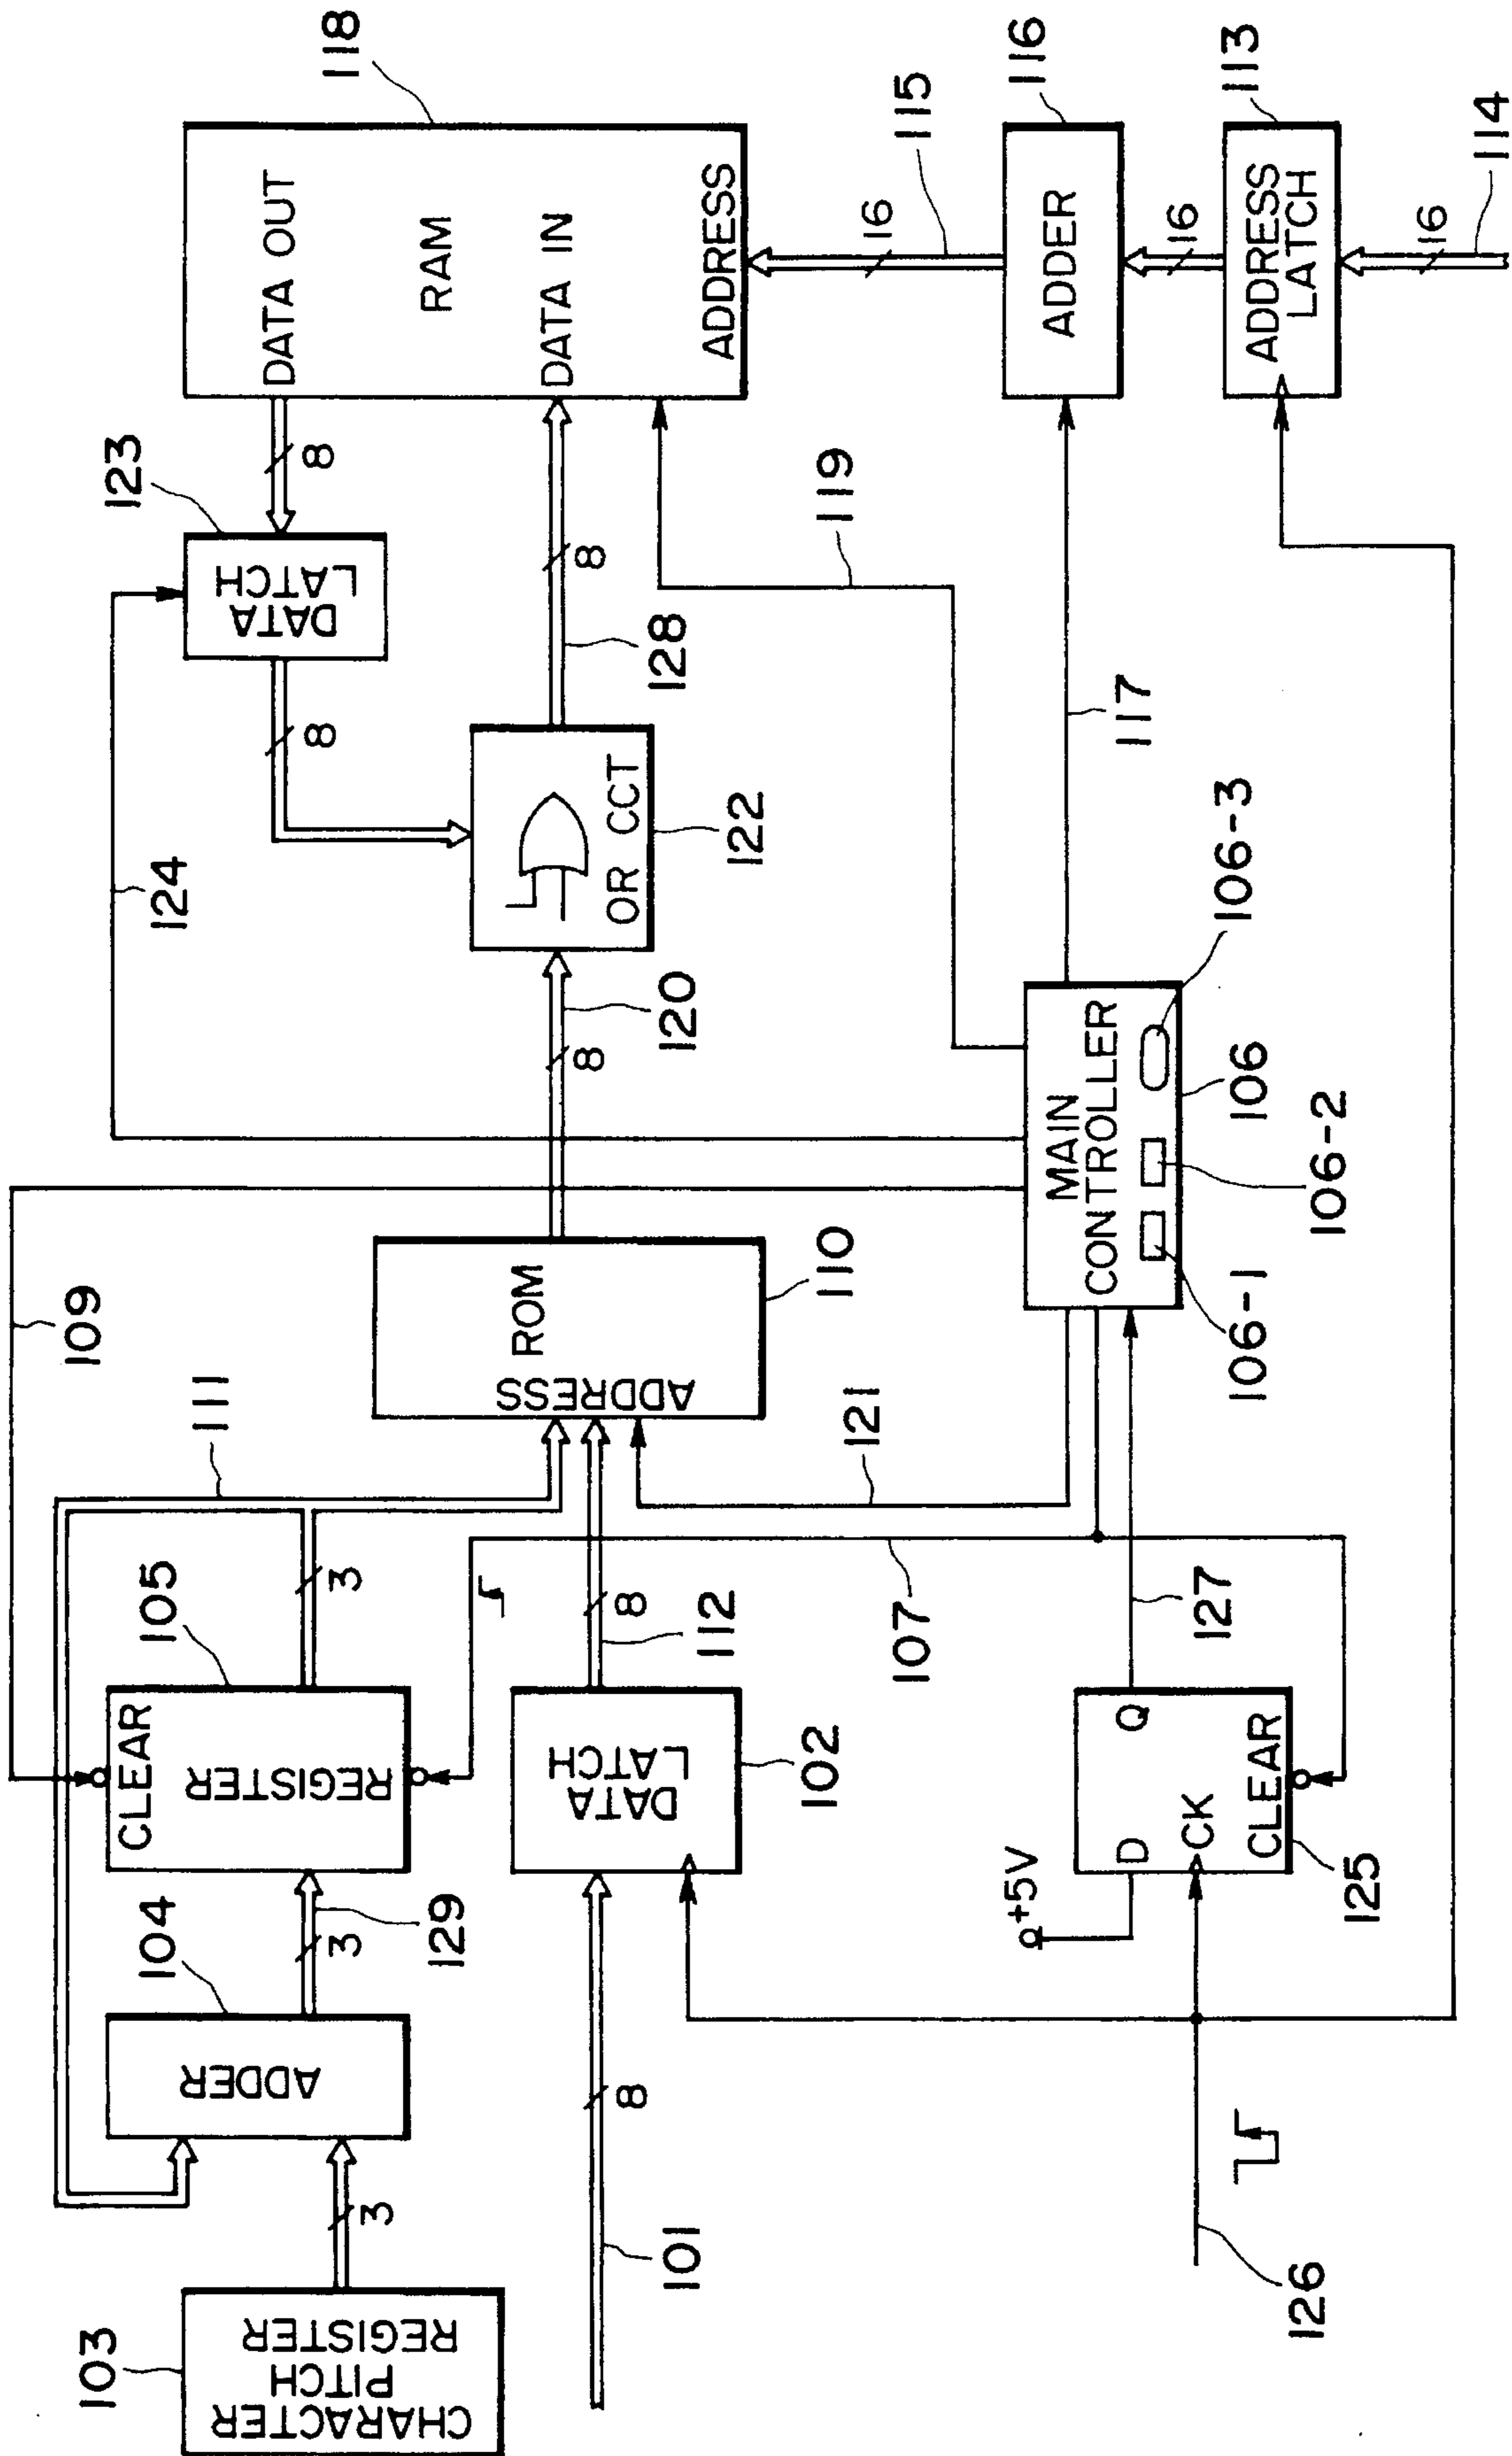 109
111
CLEAR
REGISTER
105
3
104
ADDER
3
129
103
CHARACTER
PITCH
REGISTER
3
101
8
DATA
LATCH
102
8
112
107
ROM
ADDRESS
110
121
8
120
124
123
DATA
LATCH
8
8
OR CCT
122
8
128
118
DATA OUT
RAM
DATA IN
ADDRESS
119
16
115
ADDER
116
16
ADDRESS
LATCH
113
16
114
117
MAIN
CONTROLLER
106-1
106-2
106
106-3
127
D
Q
CK
CLEAR
125
+5V
126